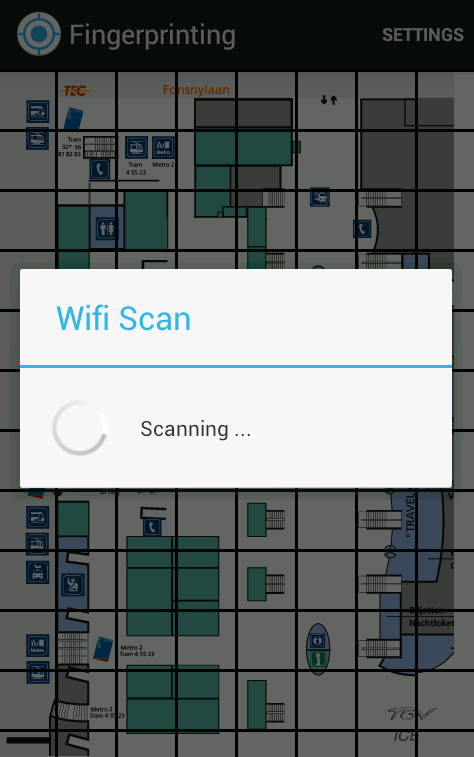 Fingerprinting
SETTINGS
TEC
Fonsnylaan
Tram
32* 56
81 82 83
Tram
4 55 23
Metro 2
Wifi Scan
Scanning ...
"TRAVEL
Biljetten
Nachtloket
Metro
Metro 2
Tram 4 55 23
Metro 2
Tram 4 55 23
TGV
ICE